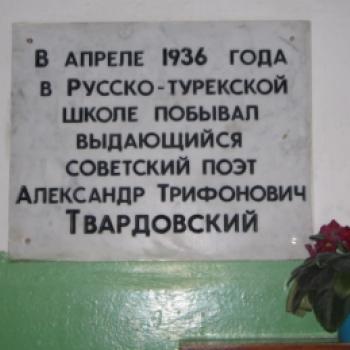 В АПРЕЛЕ 1936 ГОДА
В РУССКО-ТУРЕКСКОЙ
ШКОЛЕ ПОБЫВАЛ
ВЫДАЮЩИЙСЯ
СОВЕТСКИЙ ПОЭТ
АЛЕКСАНДР ТРИФОНОВИЧ
ТВАРДОВСКИЙ